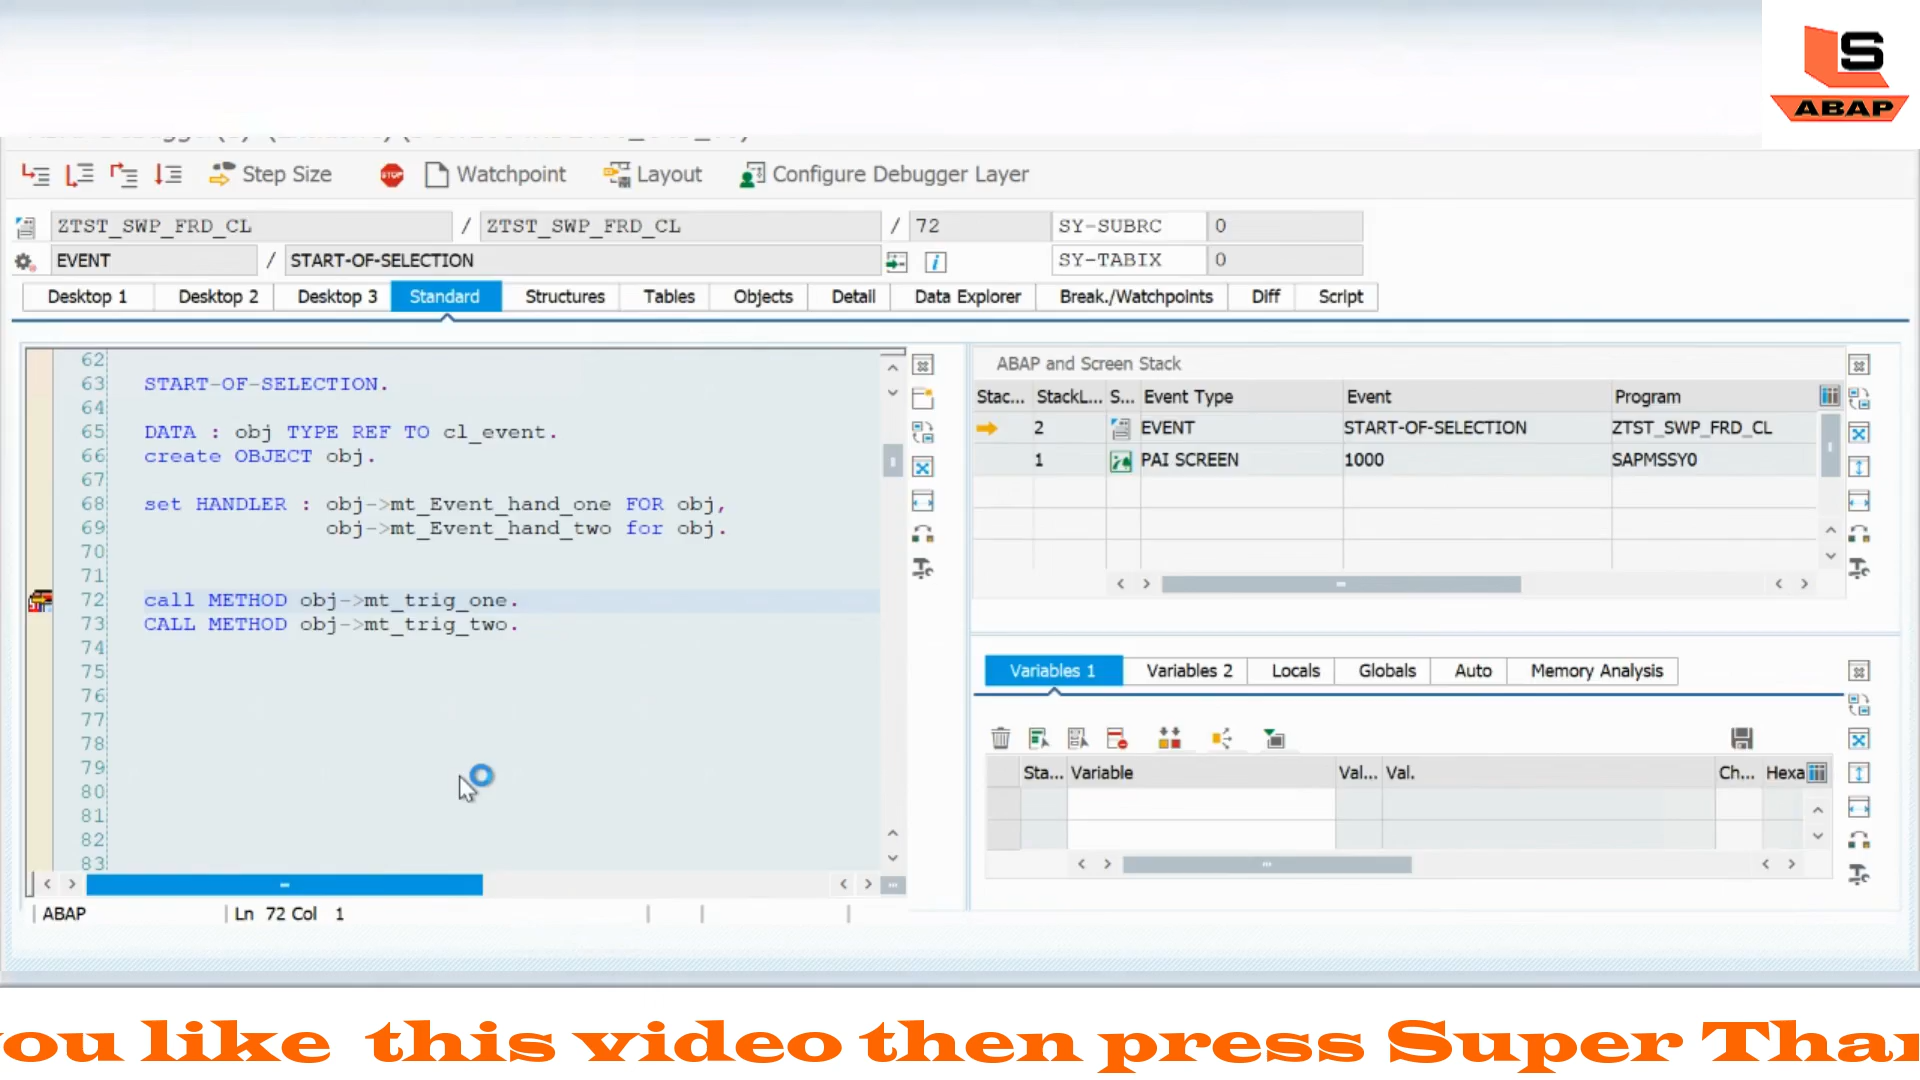 LS
ABAP
Step Size
STOP
Watchpoint
Layout
Configure Debugger Layer
ZTST_SWP_FRD_CL / ZTST_SWP_FRD_CL / 72 SY-SUBRC 0
EVENT / START-OF-SELECTION SY-TABIX 0
Desktop 1 Desktop 2 Desktop 3 Standard Structures Tables Objects Detail Data Explorer Break./Watchpoints Diff Script
62
63 START-OF-SELECTION.
64
65 DATA : obj TYPE REF TO cl_event.
66 create OBJECT obj.
67
68 set HANDLER : obj->mt_Event_hand_one FOR obj,
69 obj->mt_Event_hand_two for obj.
70
71
72 call METHOD obj->mt_trig_one.
73 CALL METHOD obj->mt_trig_two.
74
75
76
77
78
79
80
81
82
83
ABAP Ln 72 Col 1
ABAP and Screen Stack
Stac... StackL... S... Event Type Event Program
2 EVENT START-OF-SELECTION ZTST_SWP_FRD_CL
1 PAI SCREEN 1000 SAPMSSY0
Variables 1 Variables 2 Locals Globals Auto Memory Analysis
Sta... Variable Val... Val. Ch... Hexa
ou like this video then press Super Than